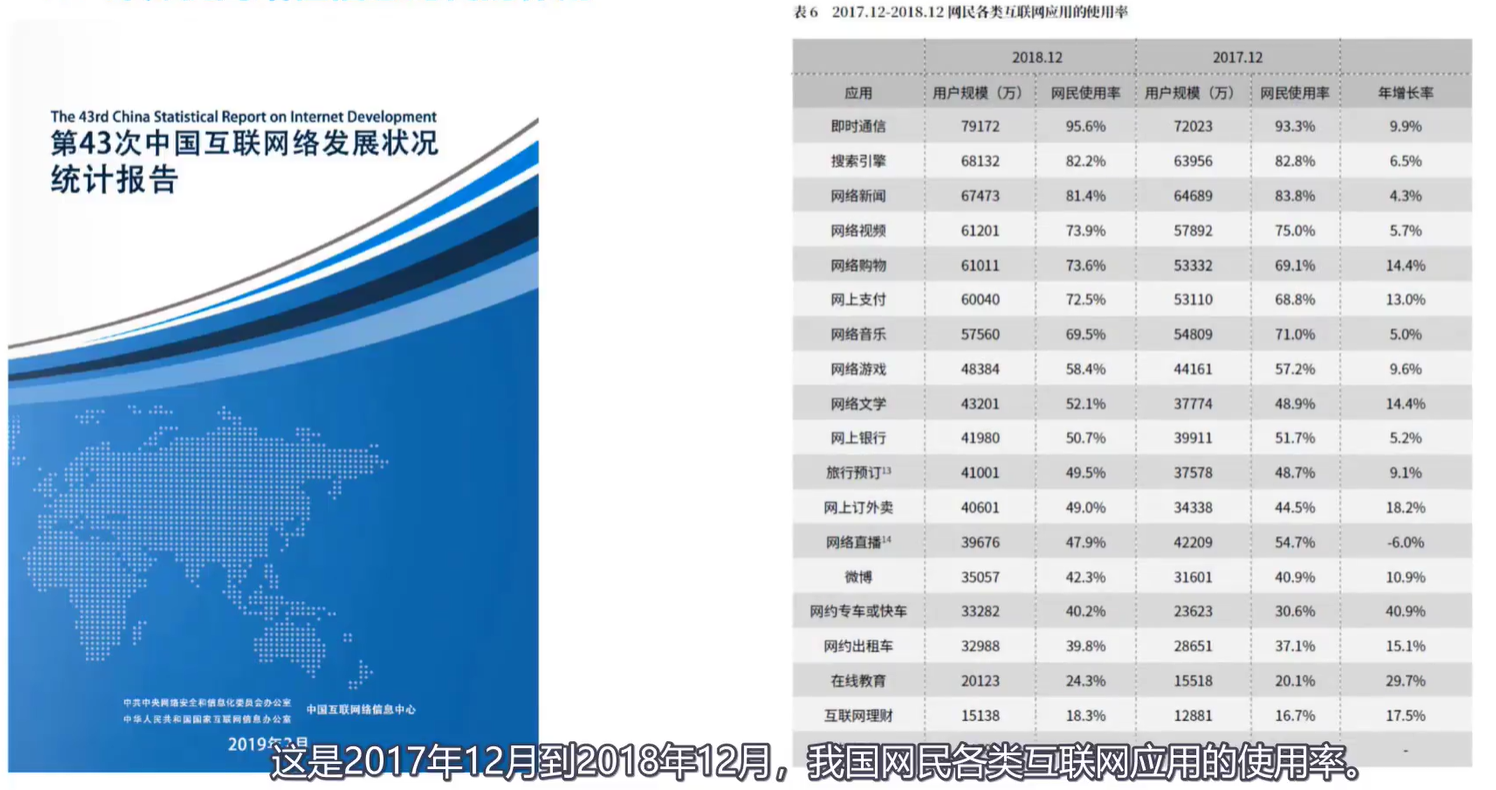 The 43rd China Statistical Report on Internet Development
第43次中国互联网络发展状况
统计报告
中共中央网络安全和信息化委员会办公室
中华人民共和国国家互联网信息办公室
中国互联网络信息中心
2019年2月
表 6 2017.12-2018.12 网民各类互联网应用的使用率
2018.12 2017.12
应用 用户规模（万） 网民使用率 用户规模（万） 网民使用率 年增长率
即时通信 79172 95.6% 72023 93.3% 9.9%
搜索引擎 68132 82.2% 63956 82.8% 6.5%
网络新闻 67473 81.4% 64689 83.8% 4.3%
网络视频 61201 73.9% 57892 75.0% 5.7%
网络购物 61011 73.6% 53332 69.1% 14.4%
网上支付 60040 72.5% 53110 68.8% 13.0%
网络音乐 57560 69.5% 54809 71.0% 5.0%
网络游戏 48384 58.4% 44161 57.2% 9.6%
网络文学 43201 52.1% 37774 48.9% 14.4%
网上银行 41980 50.7% 39911 51.7% 5.2%
旅行预订¹³ 41001 49.5% 37578 48.7% 9.1%
网上订外卖 40601 49.0% 34338 44.5% 18.2%
网络直播¹⁴ 39676 47.9% 42209 54.7% -6.0%
微博 35057 42.3% 31601 40.9% 10.9%
网约专车或快车 33282 40.2% 23623 30.6% 40.9%
网约出租车 32988 39.8% 28651 37.1% 15.1%
在线教育 20123 24.3% 15518 20.1% 29.7%
互联网理财 15138 18.3% 12881 16.7% 17.5%
-
这是2017年12月到2018年12月，我国网民各类互联网应用的使用率。